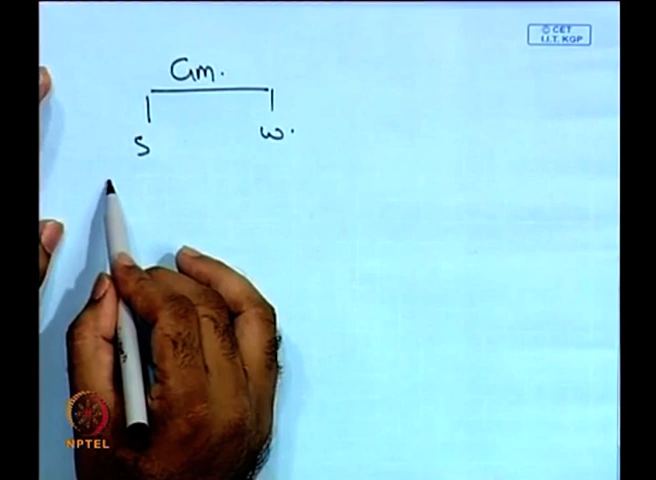 © CET
I.I.T. KGP
Gm.
S W.
NPTEL